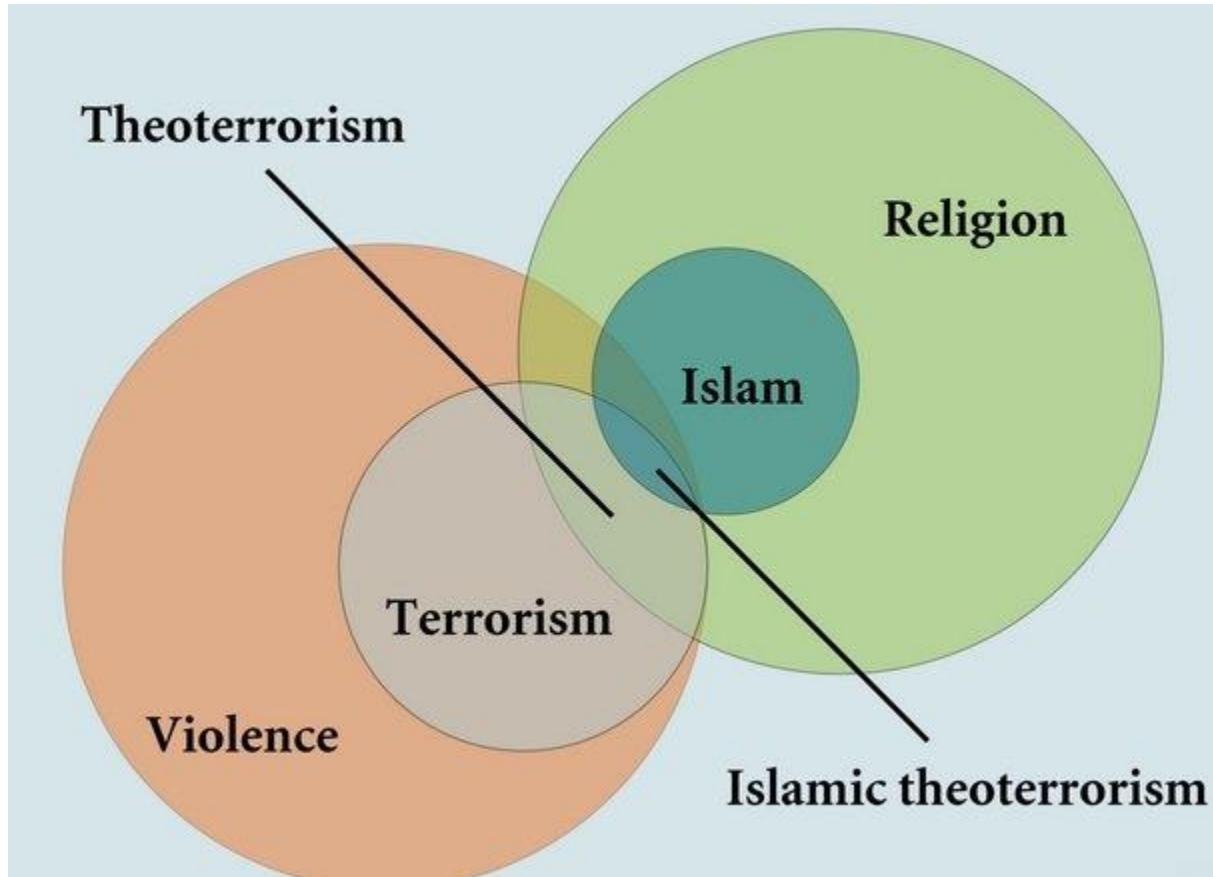 Theoterrorism
Religion
Islam
Terrorism
Violence
Islamic theoterrorism